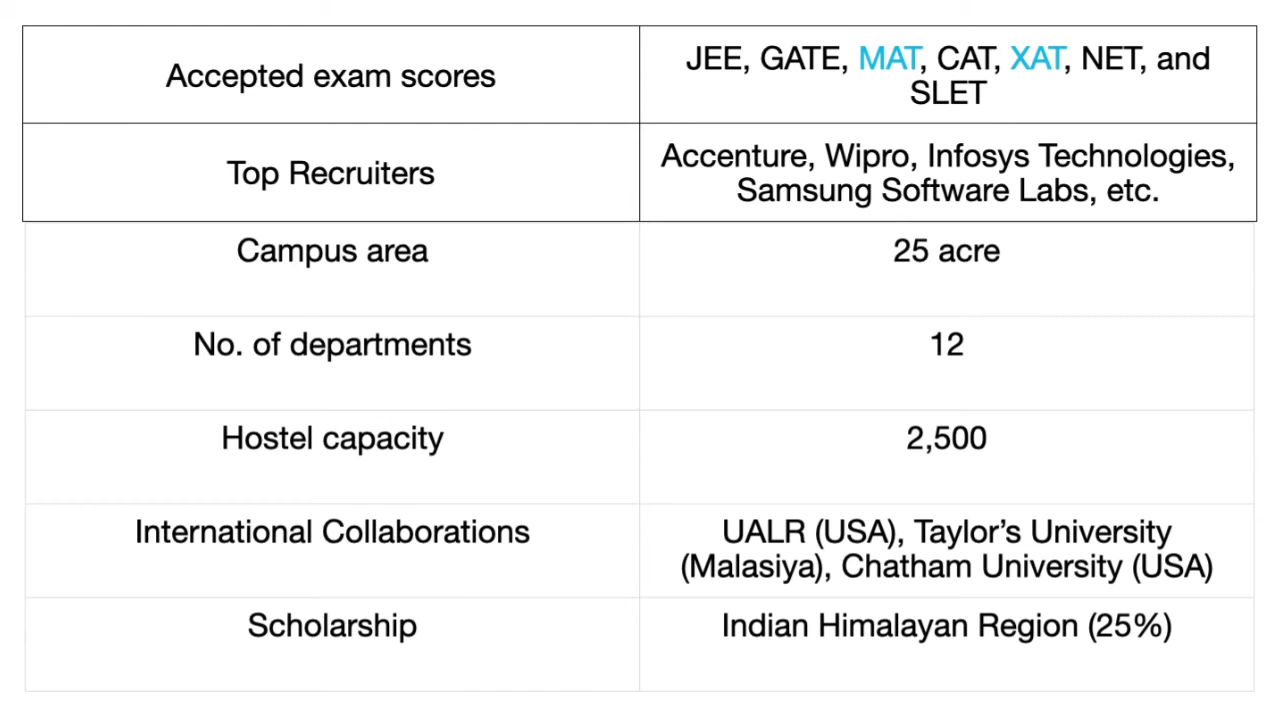 Accepted exam scores
JEE, GATE, MAT, CAT, XAT, NET, and
SLET
Top Recruiters
Accenture, Wipro, Infosys Technologies,
Samsung Software Labs, etc.
Campus area
25 acre
No. of departments
12
Hostel capacity
2,500
International Collaborations
UALR (USA), Taylor’s University
(Malasiya), Chatham University (USA)
Scholarship
Indian Himalayan Region (25%)